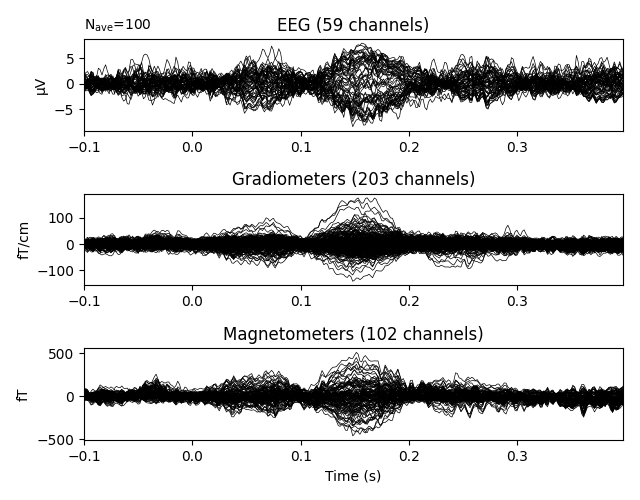 N_ave=100
EEG (59 channels)
5
0
−5
µV
−0.1 0.0 0.1 0.2 0.3
Gradiometers (203 channels)
100
0
−100
fT/cm
−0.1 0.0 0.1 0.2 0.3
Magnetometers (102 channels)
500
0
−500
fT
−0.1 0.0 0.1 0.2 0.3
Time (s)